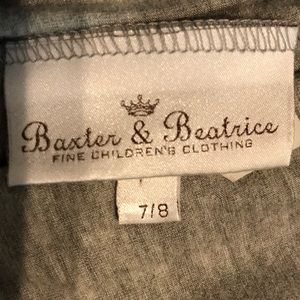 Baxter & Beatrice
FINE CHILDREN'S CLOTHING
7/8